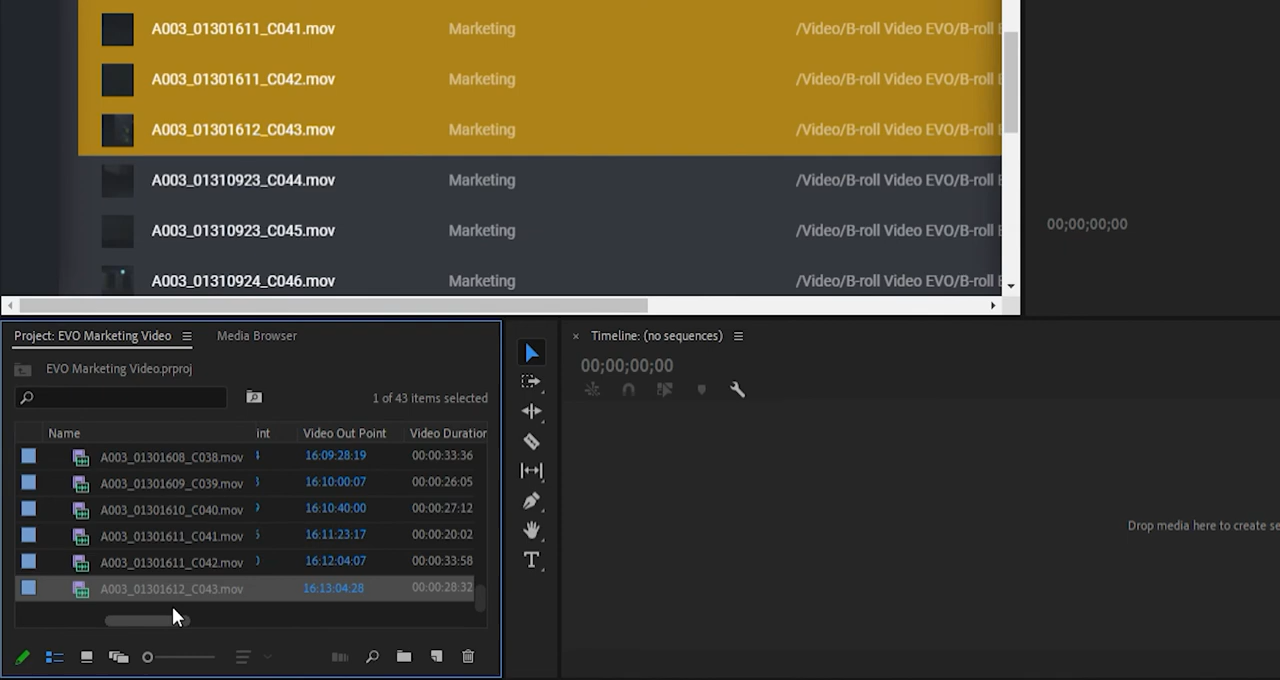 A003_01301611_C041.mov Marketing /Video/B-roll Video EVO/B-roll
A003_01301611_C042.mov Marketing /Video/B-roll Video EVO/B-roll
A003_01301612_C043.mov Marketing /Video/B-roll Video EVO/B-roll
A003_01310923_C044.mov Marketing /Video/B-roll Video EVO/B-roll
A003_01310923_C045.mov Marketing /Video/B-roll Video EVO/B-roll
00;00;00;00
A003_01310924_C046.mov Marketing /Video/B-roll Video EVO/B-roll
Project: EVO Marketing Video Media Browser
× Timeline: (no sequences)
EVO Marketing Video.prproj
00;00;00;00
1 of 43 items selected
Name int Video Out Point Video Duration
A003_01301608_C038.mov 16:09:28:19 00:00:33:36
A003_01301609_C039.mov 16:10:00:07 00:00:26:05
A003_01301610_C040.mov 16:10:40:00 00:00:27:12
A003_01301611_C041.mov 16:11:23:17 00:00:20:02
A003_01301611_C042.mov 16:12:04:07 00:00:33:58
A003_01301612_C043.mov 16:13:04:28 00:00:28:32
Drop media here to create se
T